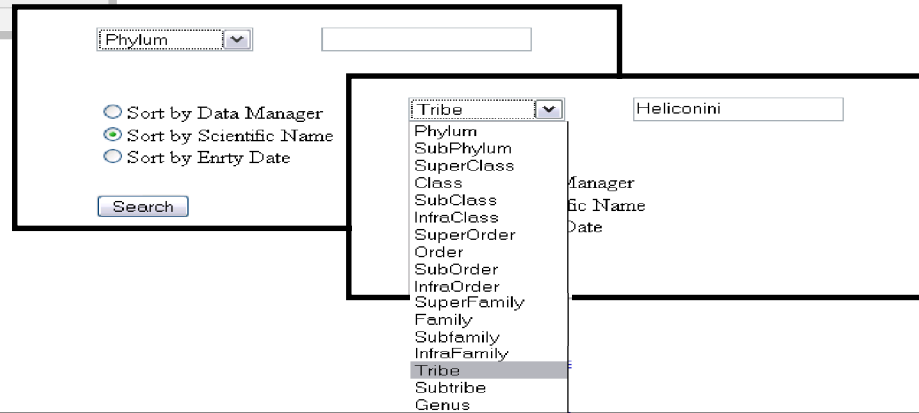 Phylum
Sort by Data Manager
Sort by Scientific Name
Sort by Enrty Date
Search
Tribe
Heliconini
Phylum
SubPhylum
SuperClass
Class
SubClass
InfraClass
SuperOrder
Order
SubOrder
InfraOrder
SuperFamily
Family
Subfamily
InfraFamily
Tribe
Subtribe
Genus
Manager
fic Name
Date